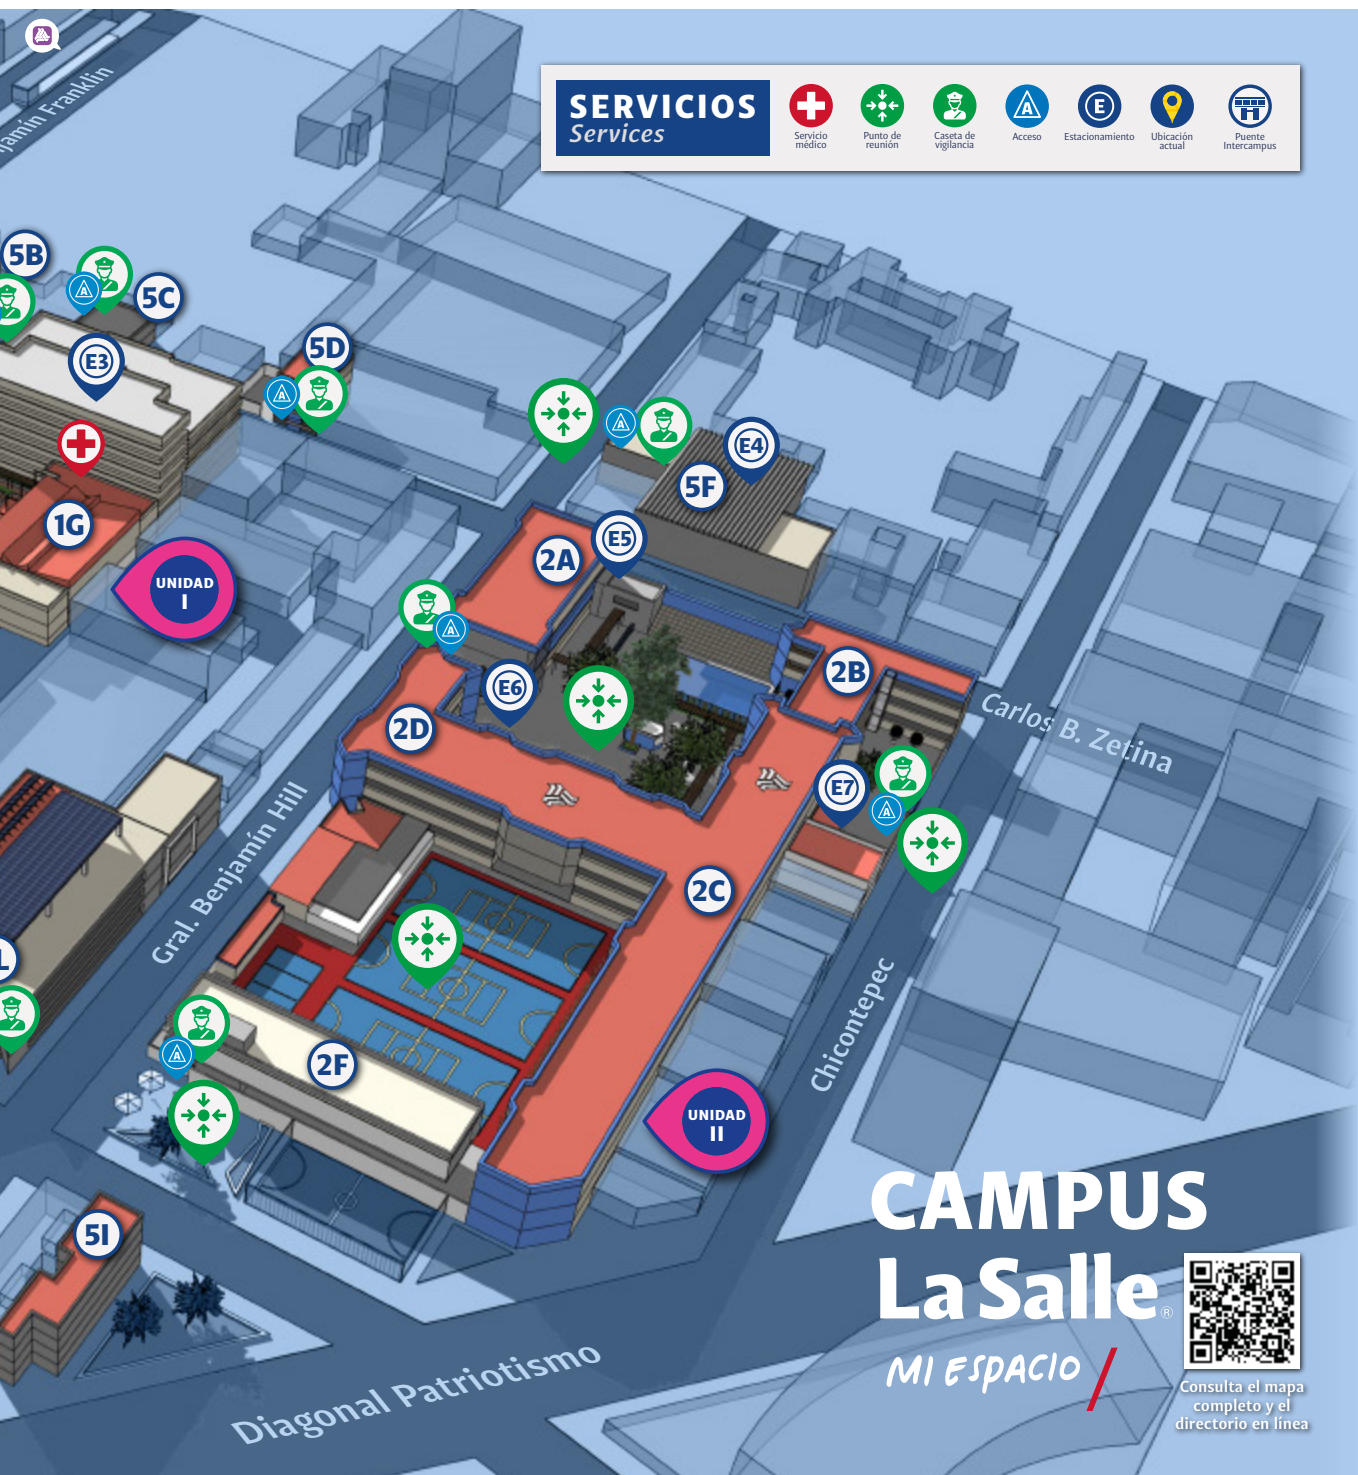 SERVICIOS
Services
Servicio
médico
Punto de
reunión
Caseta de
vigilancia
A
Acceso
E
Estacionamiento
Ubicación
actual
Puente
Intercampus
jamín Franklin
5B
A
5C
E3
5D
A
A
E4
5F
1G
2A
E5
UNIDAD
I
A
E6
2B
2D
Carlos B. Zetina
E7
A
Gral. Benjamín Hill
2C
L
Chicontepec
A
2F
UNIDAD
II
5I
CAMPUS
La Salle®
MI ESPACIO /
Diagonal Patriotismo
Consulta el mapa
completo y el
directorio en línea